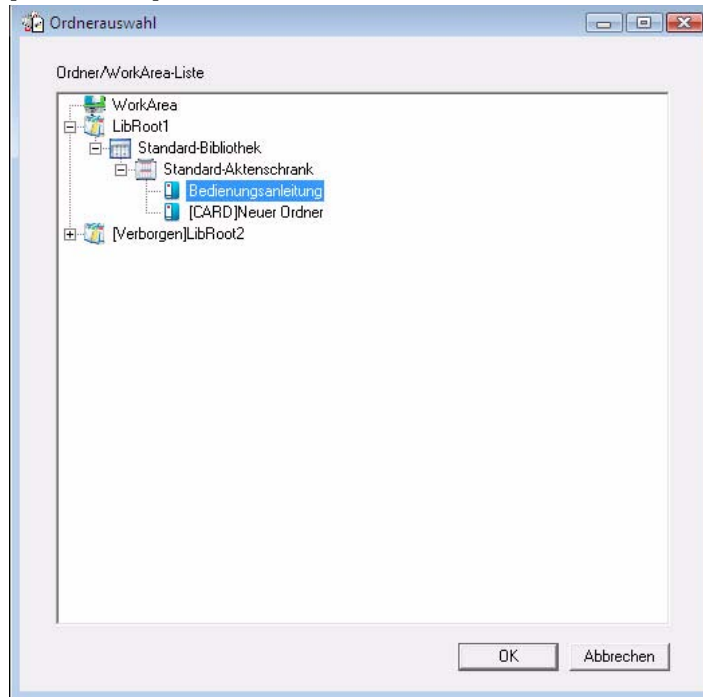 Ordnerauswahl
Ordner/WorkArea-Liste
WorkArea
LibRoot1
Standard-Bibliothek
Standard-Aktenschrank
Bedienungsanleitung
[CARD]Neuer Ordner
[Verborgen]LibRoot2
OK Abbrechen